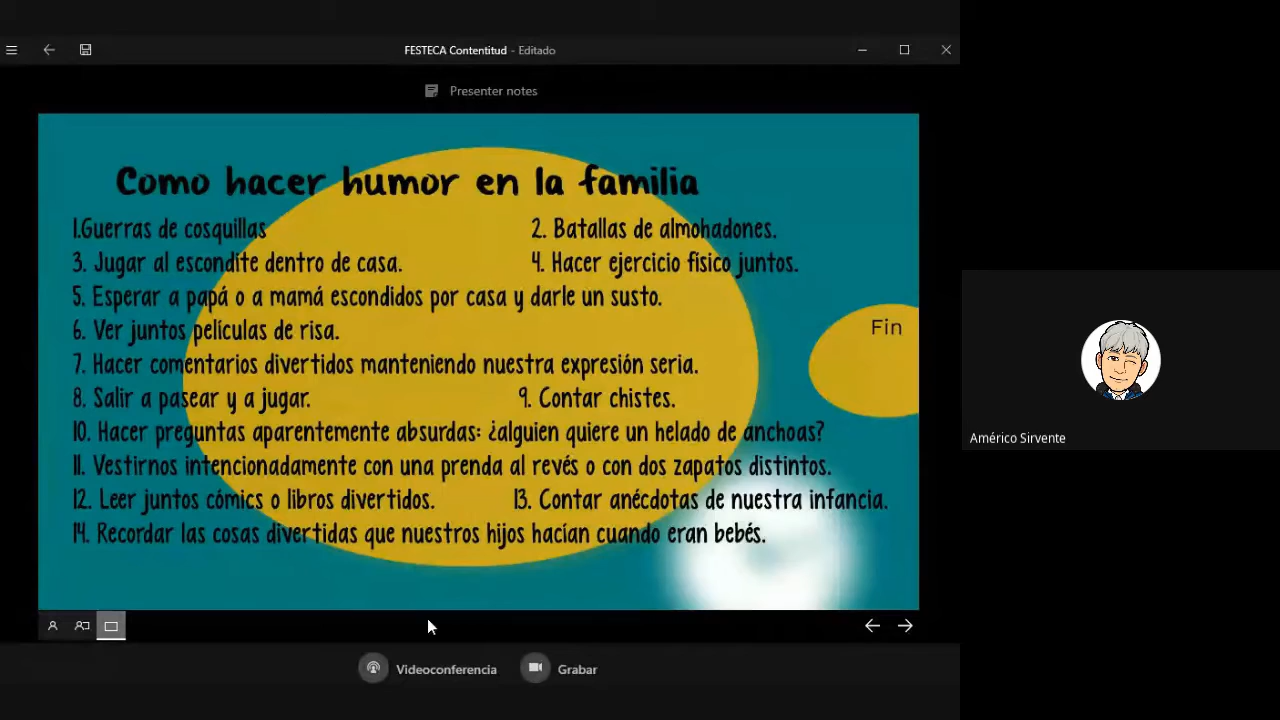 FESTECA Contentitud - Editado
Presenter notes
Como hacer humor en la familia
1.Guerras de cosquillas
2. Batallas de almohadones.
3. Jugar al escondite dentro de casa.
4. Hacer ejercicio físico juntos.
5. Esperar a papá o a mamá escondidos por casa y darle un susto.
6. Ver juntos películas de risa.
7. Hacer comentarios divertidos manteniendo nuestra expresión seria.
8. Salir a pasear y a jugar.
9. Contar chistes.
10. Hacer preguntas aparentemente absurdas: ¿alguien quiere un helado de anchoas?
11. Vestirnos intencionadamente con una prenda al revés o con dos zapatos distintos.
12. Leer juntos cómics o libros divertidos.
13. Contar anécdotas de nuestra infancia.
14. Recordar las cosas divertidas que nuestros hijos hacían cuando eran bebés.
Fin
Américo Sirvente
Videoconferencia
Grabar